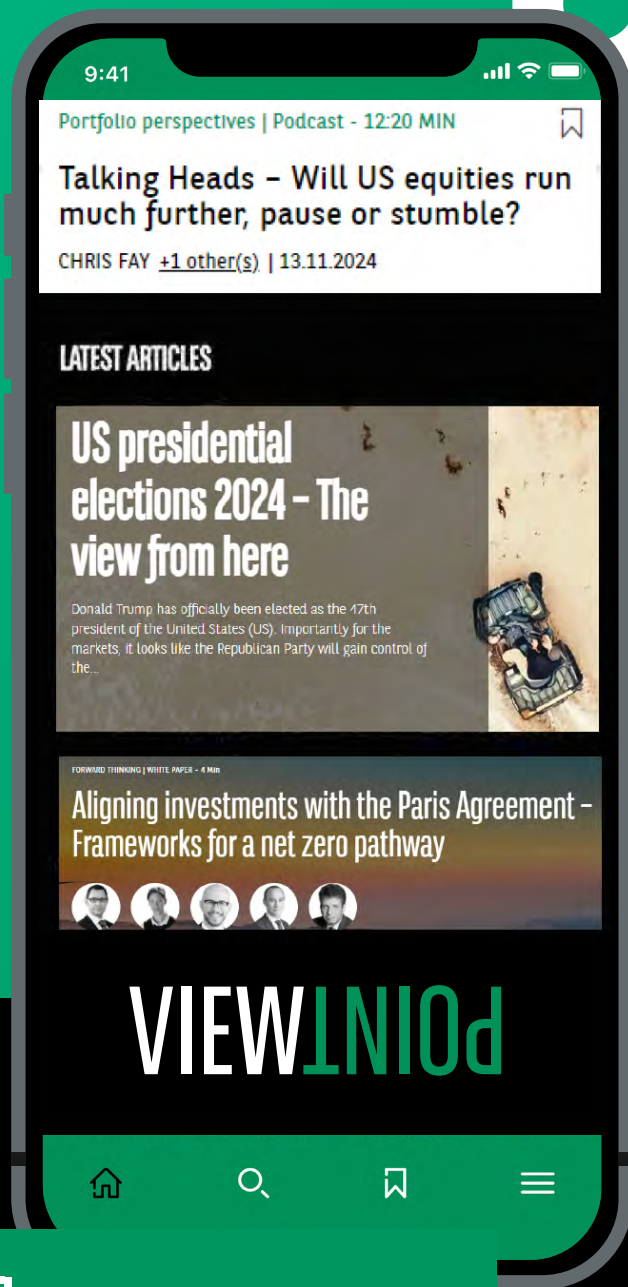 9:41
Portfolio perspectives | Podcast - 12:20 MIN
Talking Heads – Will US equities run
much further, pause or stumble?
CHRIS FAY +1 other(s) | 13.11.2024
LATEST ARTICLES
US presidential
elections 2024 – The
view from here
Donald Trump has officially been elected as the 47th
president of the United States (US). Importantly for the
markets, it looks like the Republican Party will gain control of
the...
FORWARD THINKING | WHITE PAPER – 4 Min
Aligning investments with the Paris Agreement –
Frameworks for a net zero pathway
VIEWPOINT